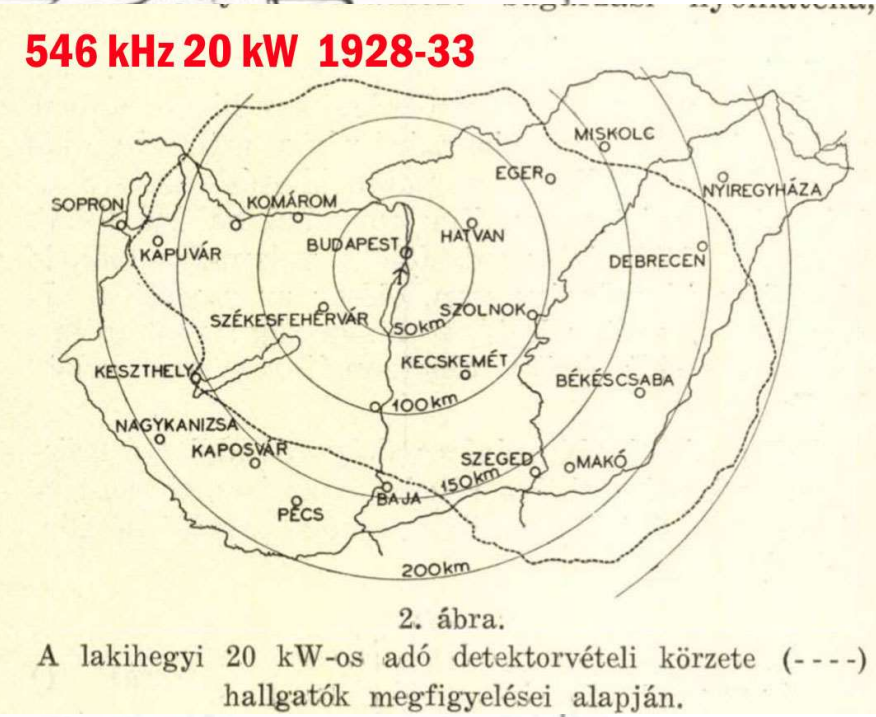 546 kHz 20 kW 1928-33
MISKOLC
EGER
NYIREGYHÁZA
SOPRON
KOMÁROM
HATVAN
BUDAPEST
KAPUVÁR
DEBRECEN
SZÉKESFEHÉRVÁR
SZOLNOK
50km
KECSKEMÉT
KESZTHELY
BÉKÉSCSABA
100km
NAGYKANIZSA
KAPOSVÁR
SZEGED
MAKÓ
150km
BAJA
PÉCS
200km
2. ábra.
A lakihegyi 20 kW-os adó detektorvételi körzete (----)
hallgatók megfigyelései alapján.